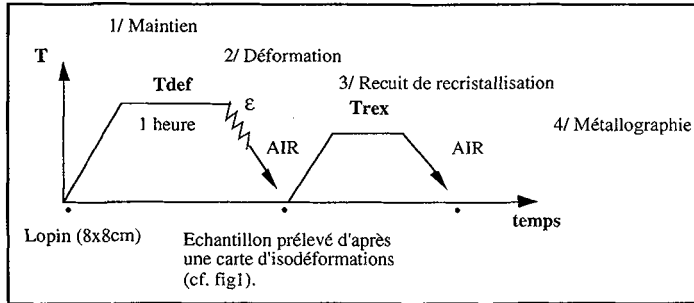 1/ Maintien
2/ Déformation
T
Tdef
3/ Recuit de recristallisation
ε
Trex
1 heure
4/ Métallographie
AIR
AIR
temps
Lopin (8x8cm)
Echantillon prélevé d'après
une carte d'isodéformations
(cf. fig1).